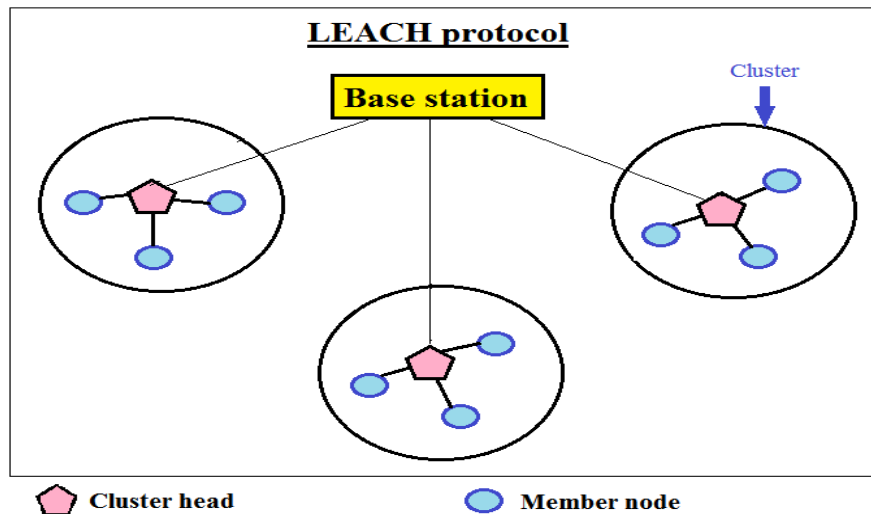 LEACH protocol
Cluster
Base station
Cluster head
Member node